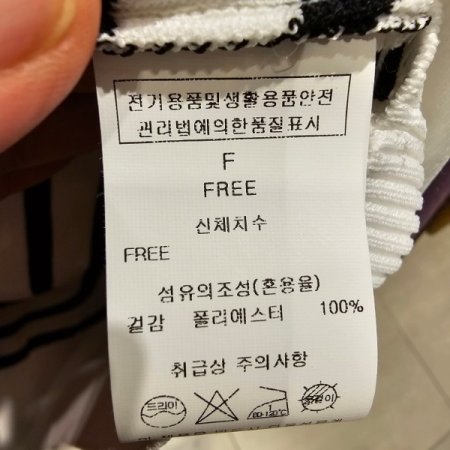 전기용품및생활용품안전
관리법에의한품질표시
F
FREE
신체치수
FREE
섬유의조성(혼용율)
겉감 폴리에스터 100%
취급상 주의사항
드라이